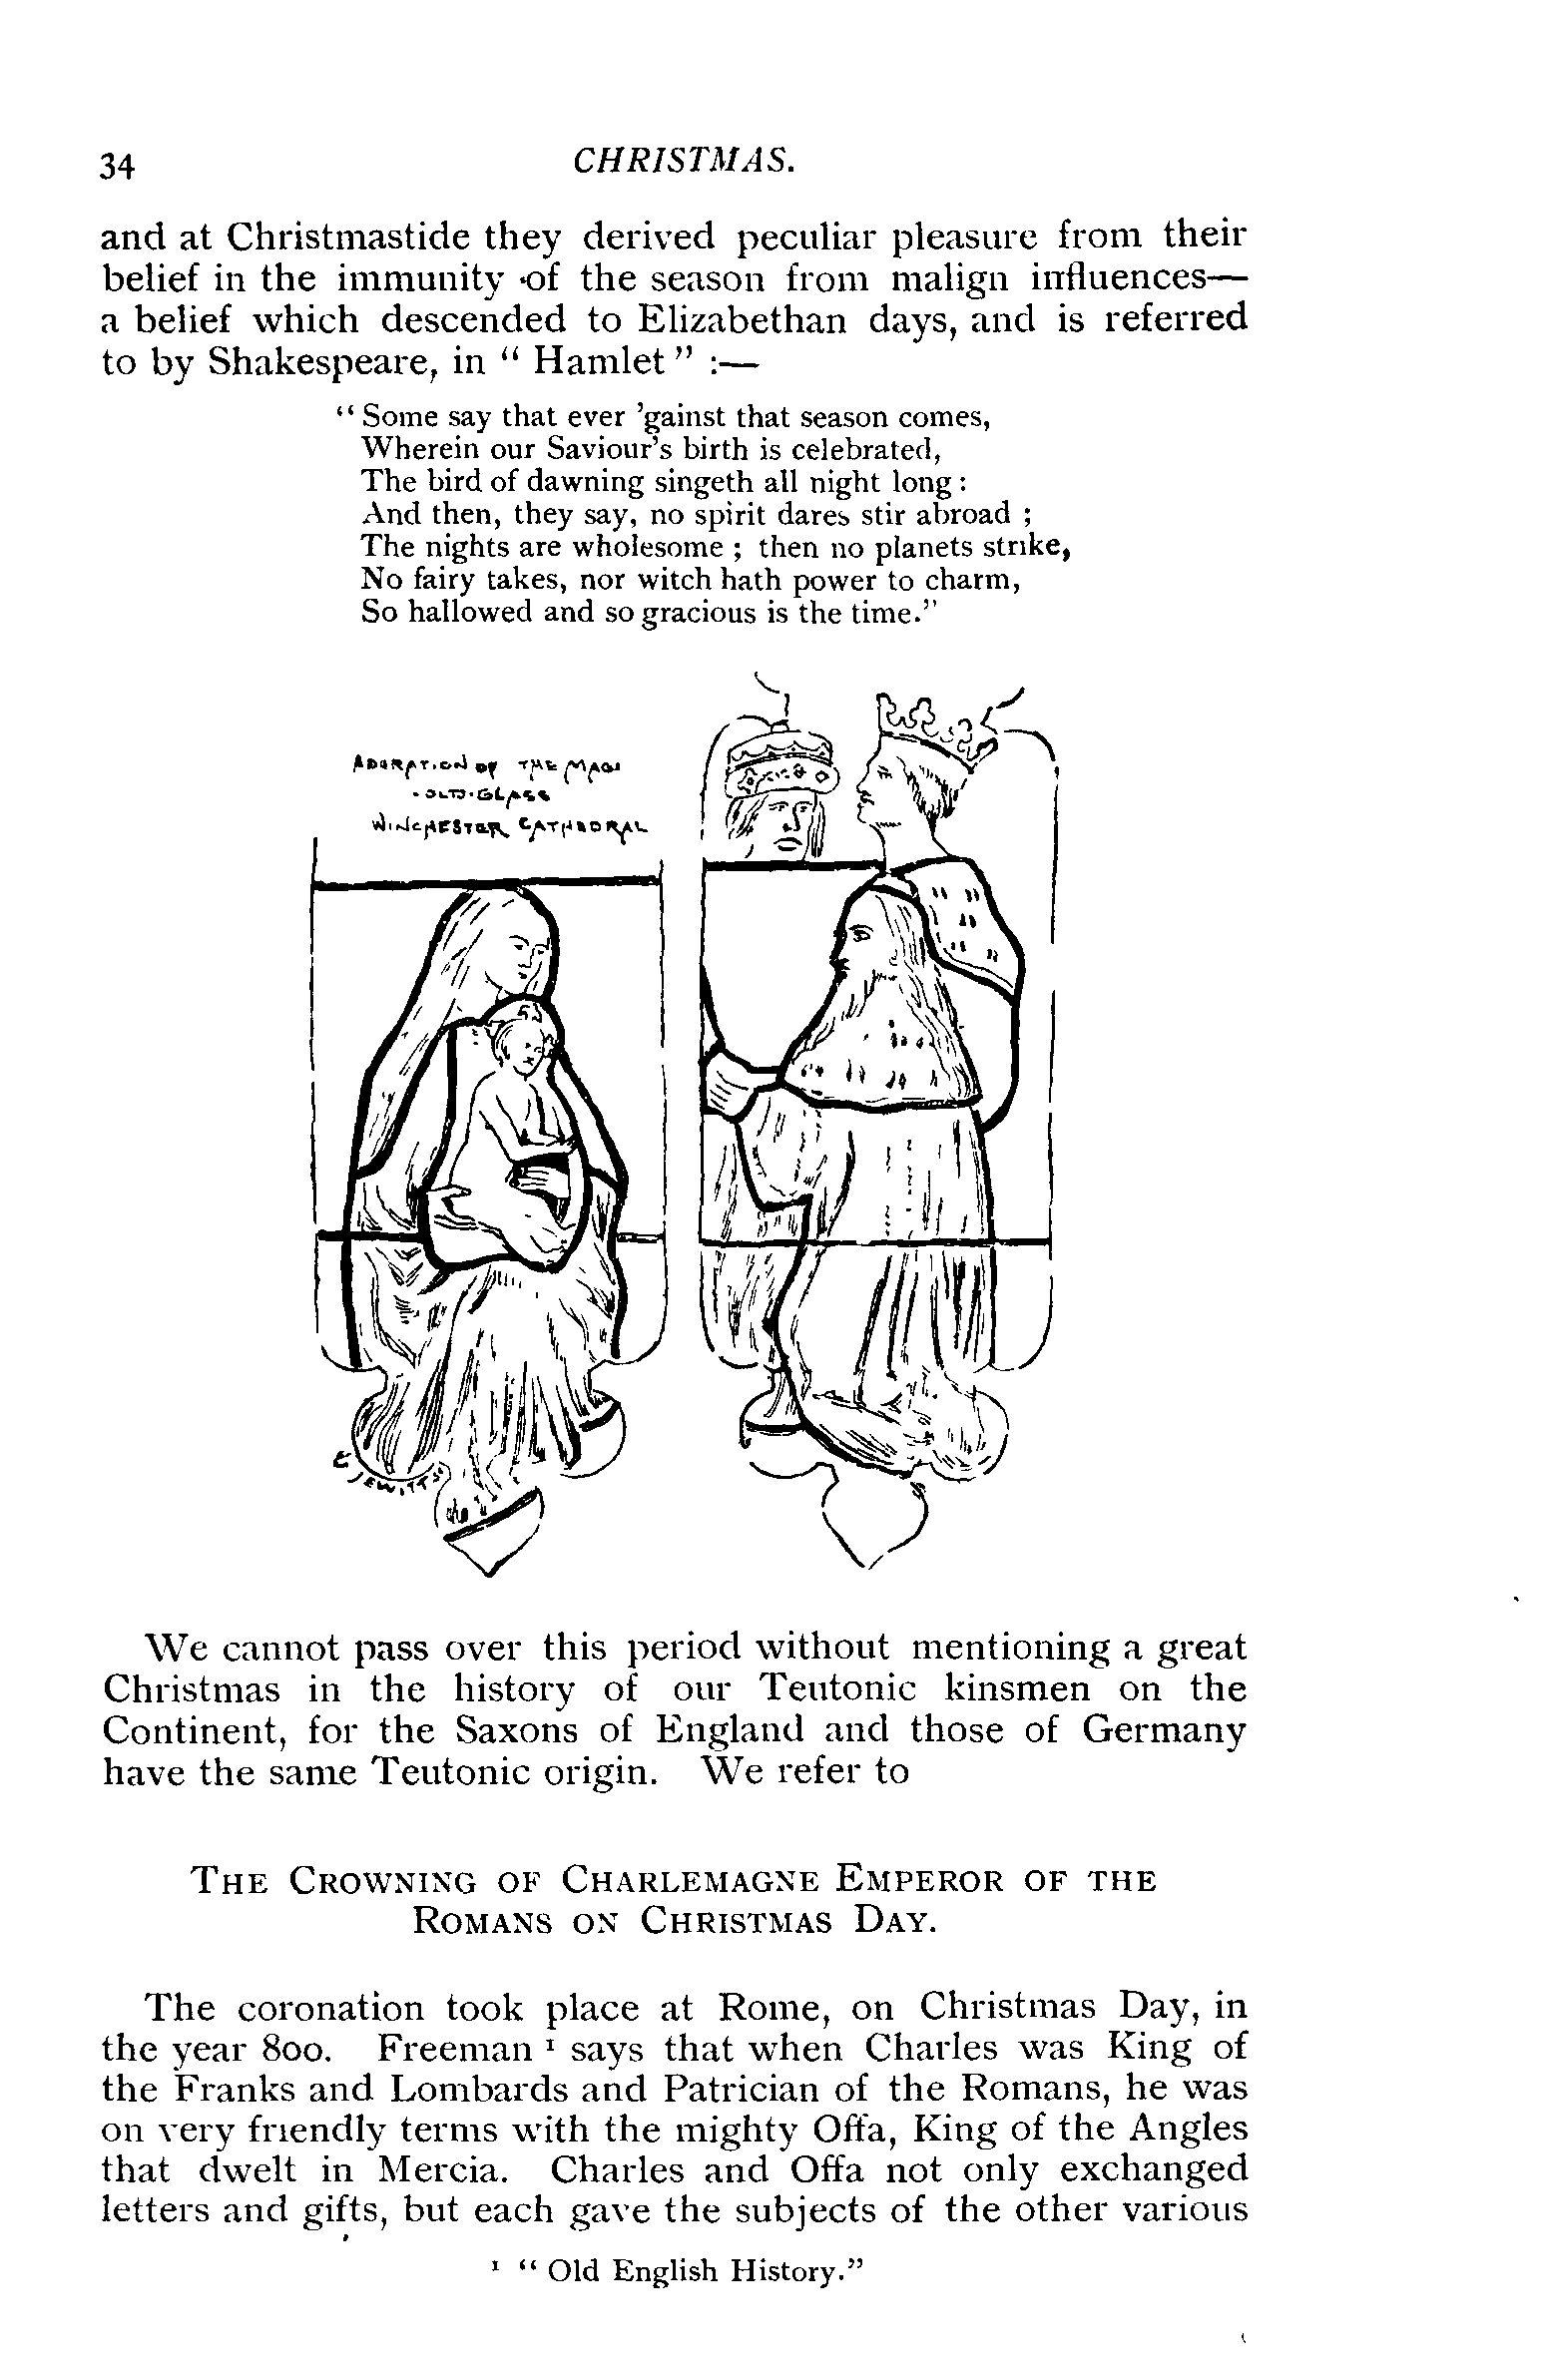 34 CHRISTMAS.
and at Christmastide they derived peculiar pleasure from their
belief in the immunity of the season from malign influences—
a belief which descended to Elizabethan days, and is referred
to by Shakespeare, in “ Hamlet ” :—
“ Some say that ever ’gainst that season comes,
Wherein our Saviour’s birth is celebrated,
The bird of dawning singeth all night long :
And then, they say, no spirit dares stir abroad ;
The nights are wholesome ; then no planets strike,
No fairy takes, nor witch hath power to charm,
So hallowed and so gracious is the time.”
ADORATION OF THE MAGI
·OLD·GLASS
WINCHESTER CATHEDRAL
E JEWITT
We cannot pass over this period without mentioning a great
Christmas in the history of our Teutonic kinsmen on the
Continent, for the Saxons of England and those of Germany
have the same Teutonic origin. We refer to
THE CROWNING OF CHARLEMAGNE EMPEROR OF THE
ROMANS ON CHRISTMAS DAY.
The coronation took place at Rome, on Christmas Day, in
the year 800. Freeman ¹ says that when Charles was King of
the Franks and Lombards and Patrician of the Romans, he was
on very friendly terms with the mighty Offa, King of the Angles
that dwelt in Mercia. Charles and Offa not only exchanged
letters and gifts, but each gave the subjects of the other various
¹ “ Old English History.”